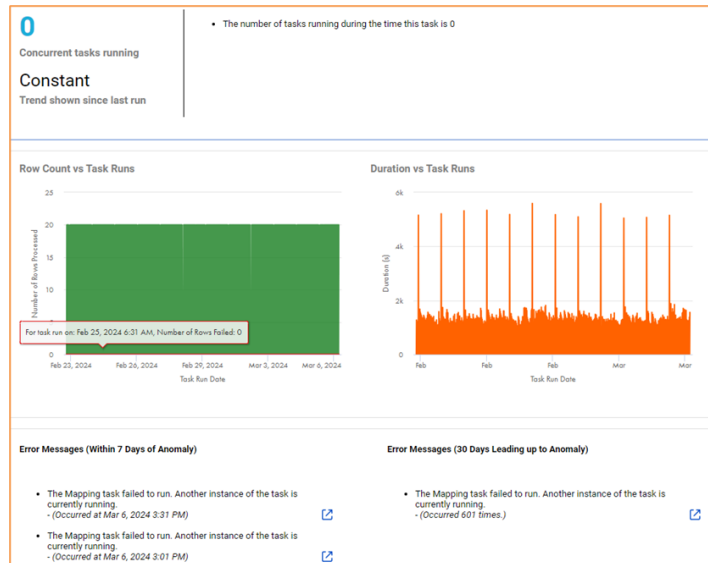 0
Concurrent tasks running
Constant
Trend shown since last run
• The number of tasks running during the time this task is 0
Row Count vs Task Runs
25
20
15
10
5
0
Number of Rows Processed
For task run on: Feb 25, 2024 6:31 AM, Number of Rows Failed: 0
Feb 23, 2024
Feb 26, 2024
Feb 29, 2024
Mar 3, 2024
Mar 6, 2024
Task Run Date
Duration vs Task Runs
6k
4k
2k
0
Duration (s)
Feb
Feb
Feb
Mar
Mar
Task Run Date
Error Messages (Within 7 Days of Anomaly)
• The Mapping task failed to run. Another instance of the task is
currently running.
- (Occurred at Mar 6, 2024 3:31 PM)
• The Mapping task failed to run. Another instance of the task is
currently running.
- (Occurred at Mar 6, 2024 3:01 PM)
Error Messages (30 Days Leading up to Anomaly)
• The Mapping task failed to run. Another instance of the task is
currently running.
- (Occurred 601 times.)